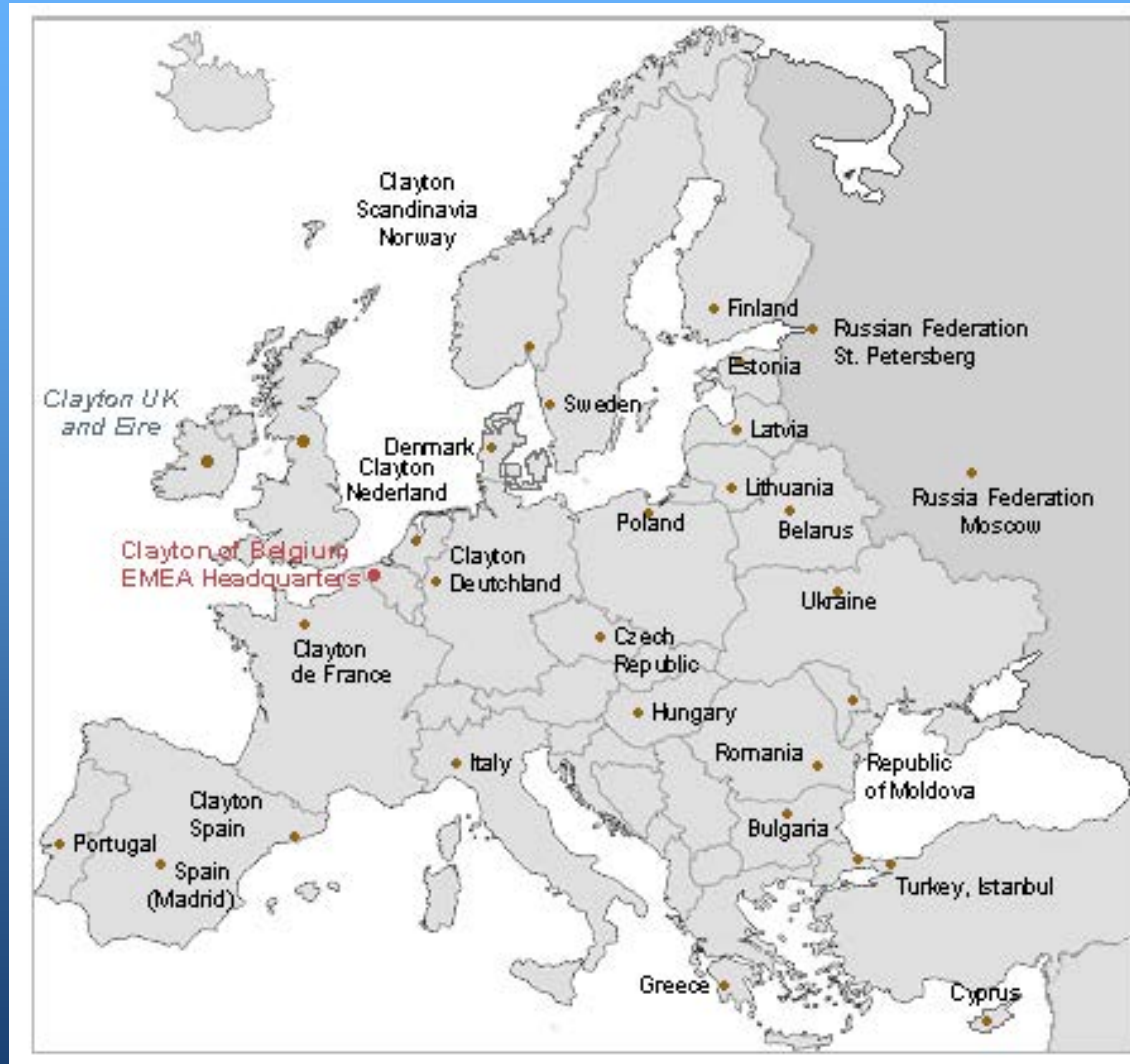 Clayton
Scandinavia
Norway
Finland
Russian Federation
St. Petersberg
Estonia
Clayton UK
and Eire
Sweden
Latvia
Denmark
Clayton
Nederland
Lithuania
Russia Federation
Moscow
Poland
Belarus
Clayton of Belgium
EMEA Headquarters
Clayton
Deutchland
Ukraine
Clayton
de France
Czech
Republic
Hungary
Romania
Republic
of Moldova
Italy
Clayton
Spain
Bulgaria
Portugal
Spain
(Madrid)
Turkey, Istanbul
Greece
Cyprus